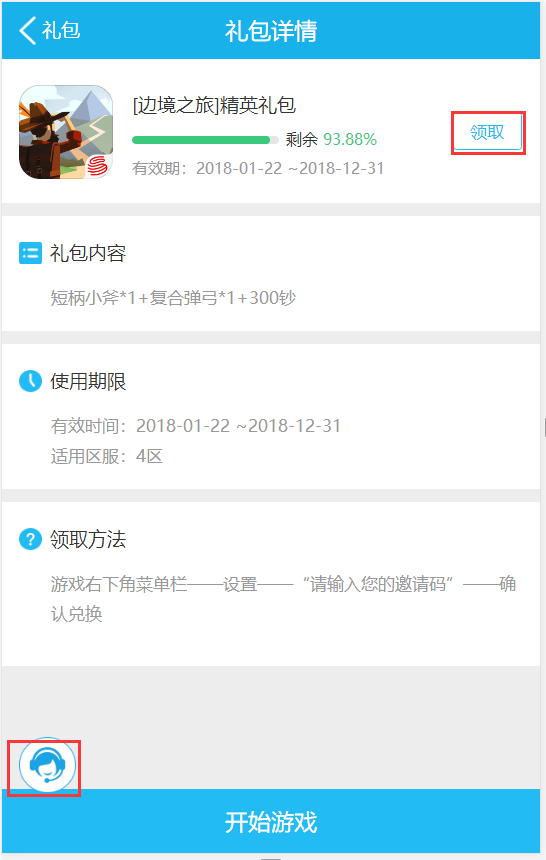 礼包
礼包详情
[边境之旅]精英礼包
剩余 93.88%
领取
有效期：2018-01-22 ~2018-12-31
礼包内容
短柄小斧*1+复合弹弓*1+300钞
使用期限
有效时间：2018-01-22 ~2018-12-31
适用区服：4区
?
领取方法
游戏右下角菜单栏——设置——“请输入您的邀请码”——确
认兑换
开始游戏